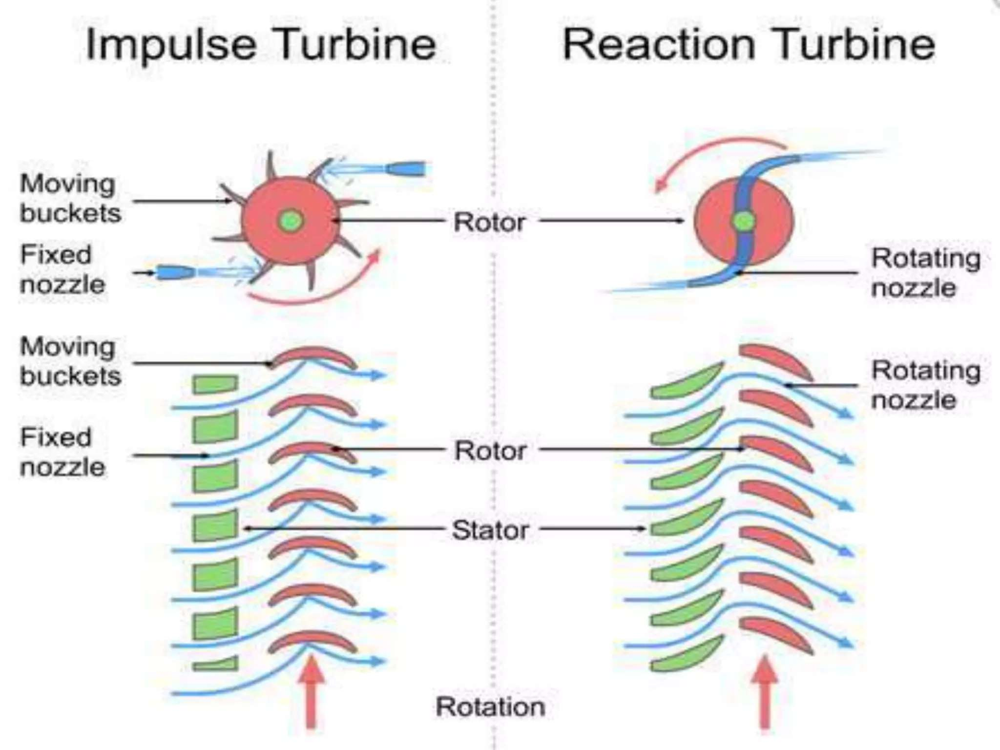 Impulse Turbine
Reaction Turbine
Moving
buckets
Fixed
nozzle
Rotor
Rotating
nozzle
Moving
buckets
Fixed
nozzle
Rotor
Stator
Rotating
nozzle
Rotation